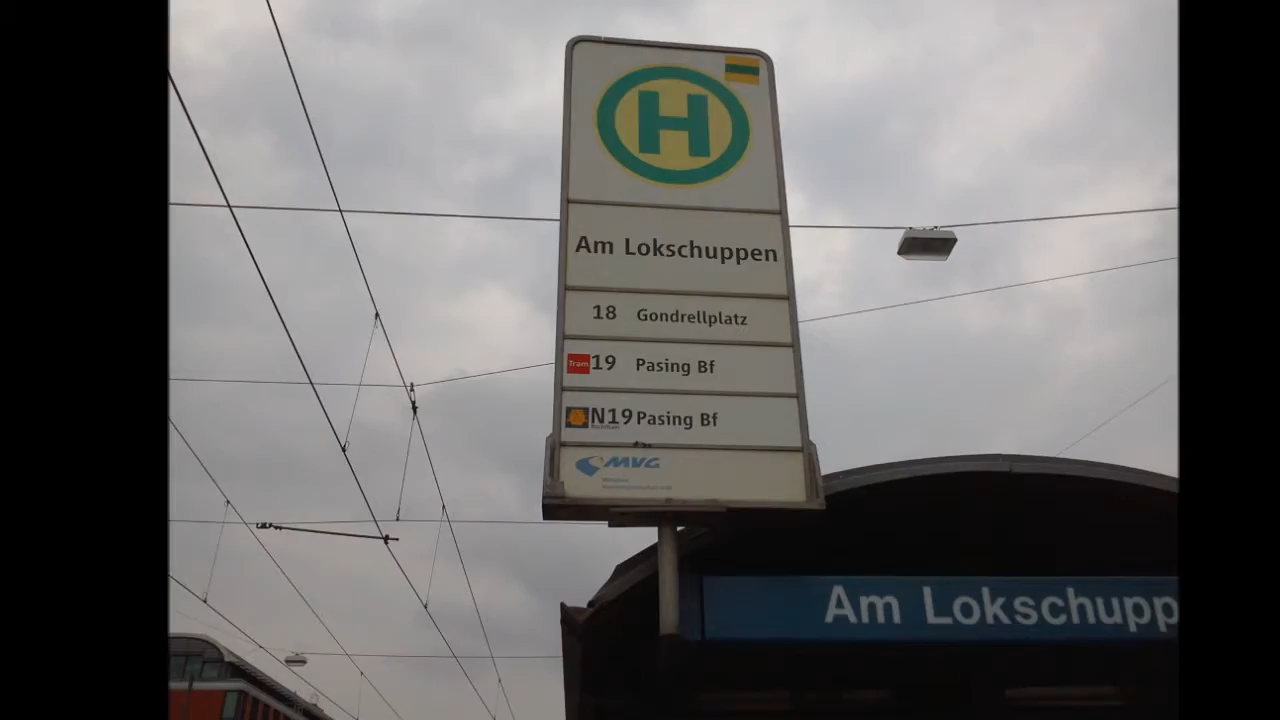 H
Am Lokschuppen
18 Gondrellplatz
Tram 19 Pasing Bf
N19 Pasing Bf
MVG
Am Lokschupp